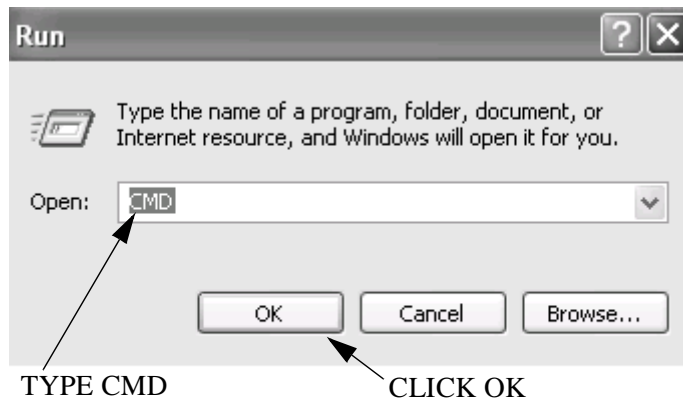 Run
Type the name of a program, folder, document, or
Internet resource, and Windows will open it for you.
Open: CMD
OK Cancel Browse...
TYPE CMD CLICK OK